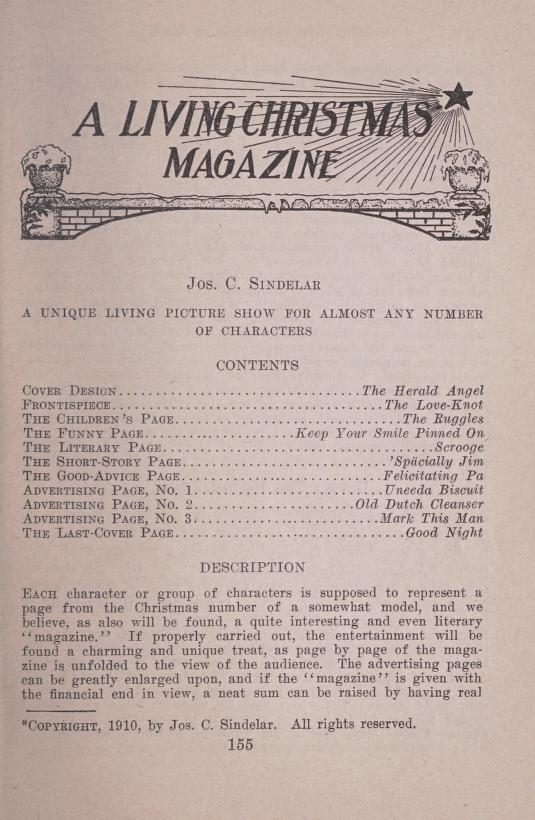 A LIVING CHRISTMAS
MAGAZINE
Jos. C. Sindelar
A UNIQUE LIVING PICTURE SHOW FOR ALMOST ANY NUMBER
OF CHARACTERS
CONTENTS
Cover Design................................The Herald Angel
Frontispiece................................The Love-Knot
The Children's Page...........................The Ruggles
The Funny Page..................Keep Your Smile Pinned On
The Literary Page................................Scrooge
The Short-Story Page........................'Späcially Jim
The Good-Advice Page........................Felicitating Pa
Advertising Page, No. 1.......................Uneeda Biscuit
Advertising Page, No. 2...................Old Dutch Cleanser
Advertising Page, No. 3......................Mark This Man
The Last-Cover Page...........................Good Night
DESCRIPTION
Each character or group of characters is supposed to represent a
page from the Christmas number of a somewhat model, and we
believe, as also will be found, a quite interesting and even literary
“magazine.” If properly carried out, the entertainment will be
found a charming and unique treat, as page by page of the maga-
zine is unfolded to the view of the audience. The advertising pages
can be greatly enlarged upon, and if the “magazine” is given with
the financial end in view, a neat sum can be raised by having real
*Copyright, 1910, by Jos. C. Sindelar. All rights reserved.
155